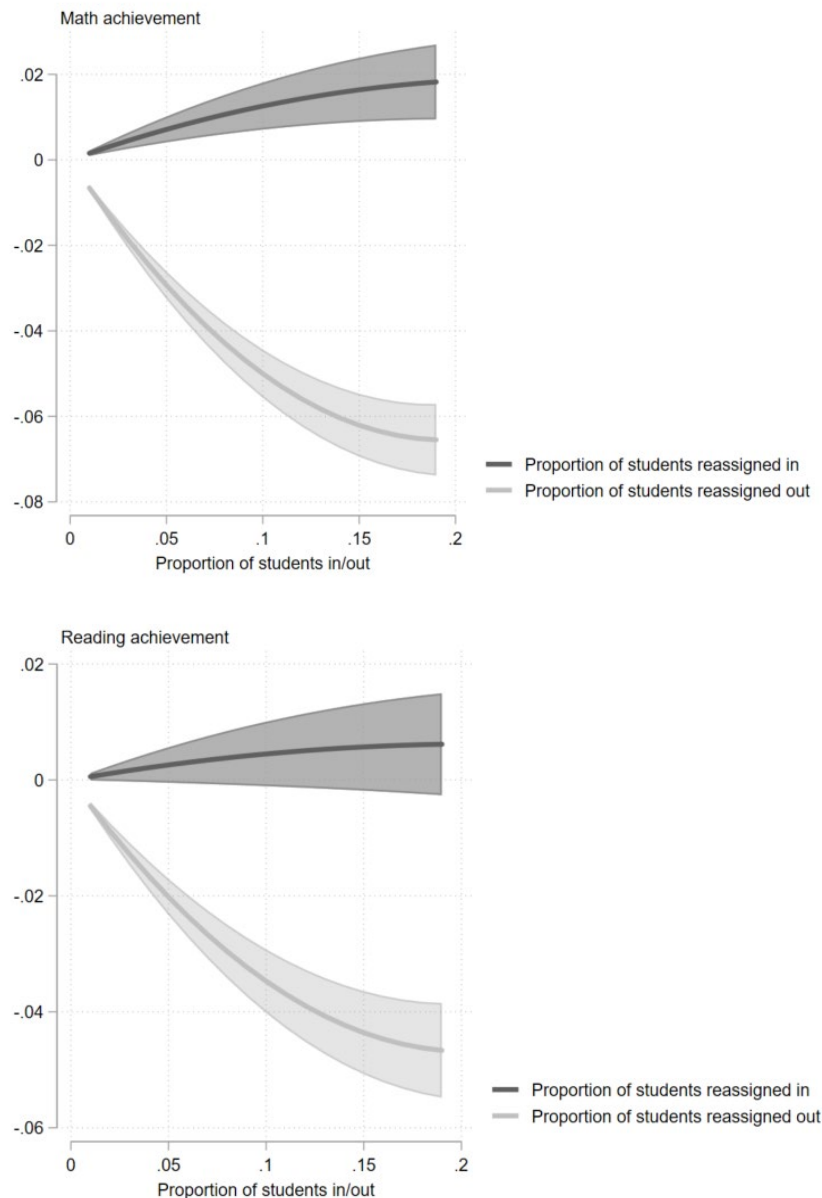 Math achievement
.02
0
-.02
-.04
-.06
-.08
0 .05 .1 .15 .2
Proportion of students in/out
Proportion of students reassigned in
Proportion of students reassigned out
Reading achievement
.02
0
-.02
-.04
-.06
0 .05 .1 .15 .2
Proportion of students in/out
Proportion of students reassigned in
Proportion of students reassigned out